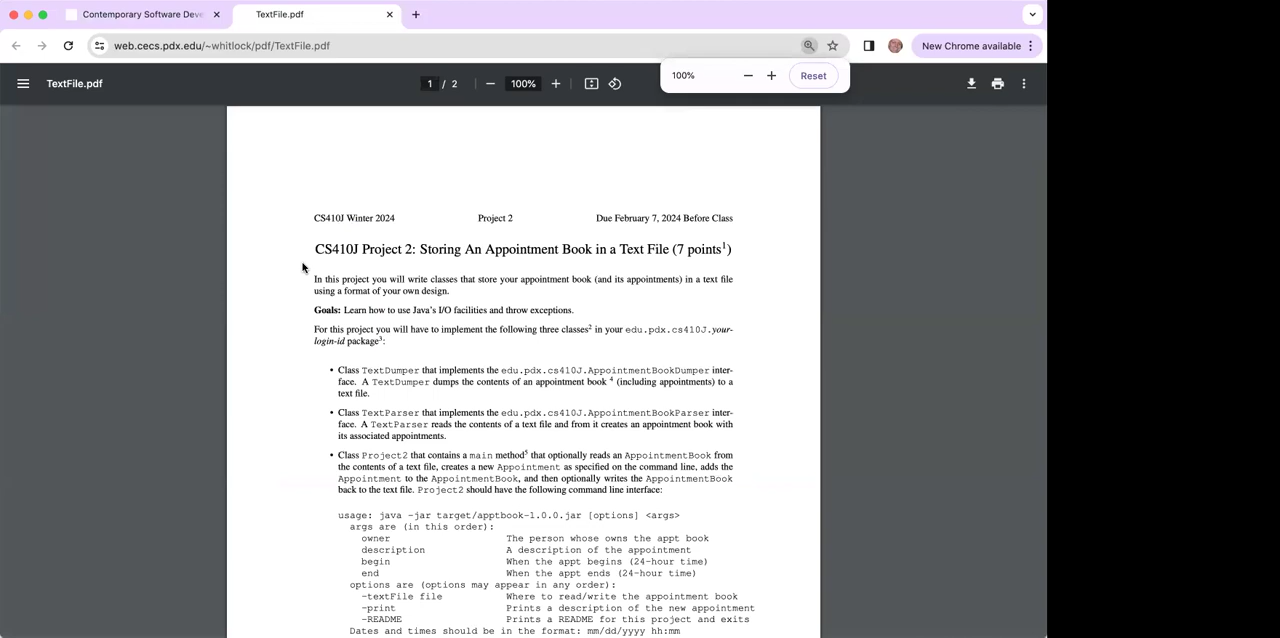 Contemporary Software Deve
TextFile.pdf
web.cecs.pdx.edu/~whitlock/pdf/TextFile.pdf
New Chrome available
100%
Reset
TextFile.pdf
1 / 2
100%
CS410J Winter 2024 Project 2 Due February 7, 2024 Before Class
CS410J Project 2: Storing An Appointment Book in a Text File (7 points1)
In this project you will write classes that store your appointment book (and its appointments) in a text file
using a format of your own design.
Goals: Learn how to use Java's I/O facilities and throw exceptions.
For this project you will have to implement the following three classes2 in your edu.pdx.cs410J.your-
login-id package3:
• Class TextDumper that implements the edu.pdx.cs410J.AppointmentBookDumper inter-
face. A TextDumper dumps the contents of an appointment book 4 (including appointments) to a
text file.
• Class TextParser that implements the edu.pdx.cs410J.AppointmentBookParser inter-
face. A TextParser reads the contents of a text file and from it creates an appointment book with
its associated appointments.
• Class Project2 that contains a main method5 that optionally reads an AppointmentBook from
the contents of a text file, creates a new Appointment as specified on the command line, adds the
Appointment to the AppointmentBook, and then optionally writes the AppointmentBook
back to the text file. Project2 should have the following command line interface:
usage: java -jar target/apptbook-1.0.0.jar [options] <args>
args are (in this order):
owner The person whose owns the appt book
description A description of the appointment
begin When the appt begins (24-hour time)
end When the appt ends (24-hour time)
options are (options may appear in any order):
-textFile file Where to read/write the appointment book
-print Prints a description of the new appointment
-README Prints a README for this project and exits
Dates and times should be in the format: mm/dd/yyyy hh:mm